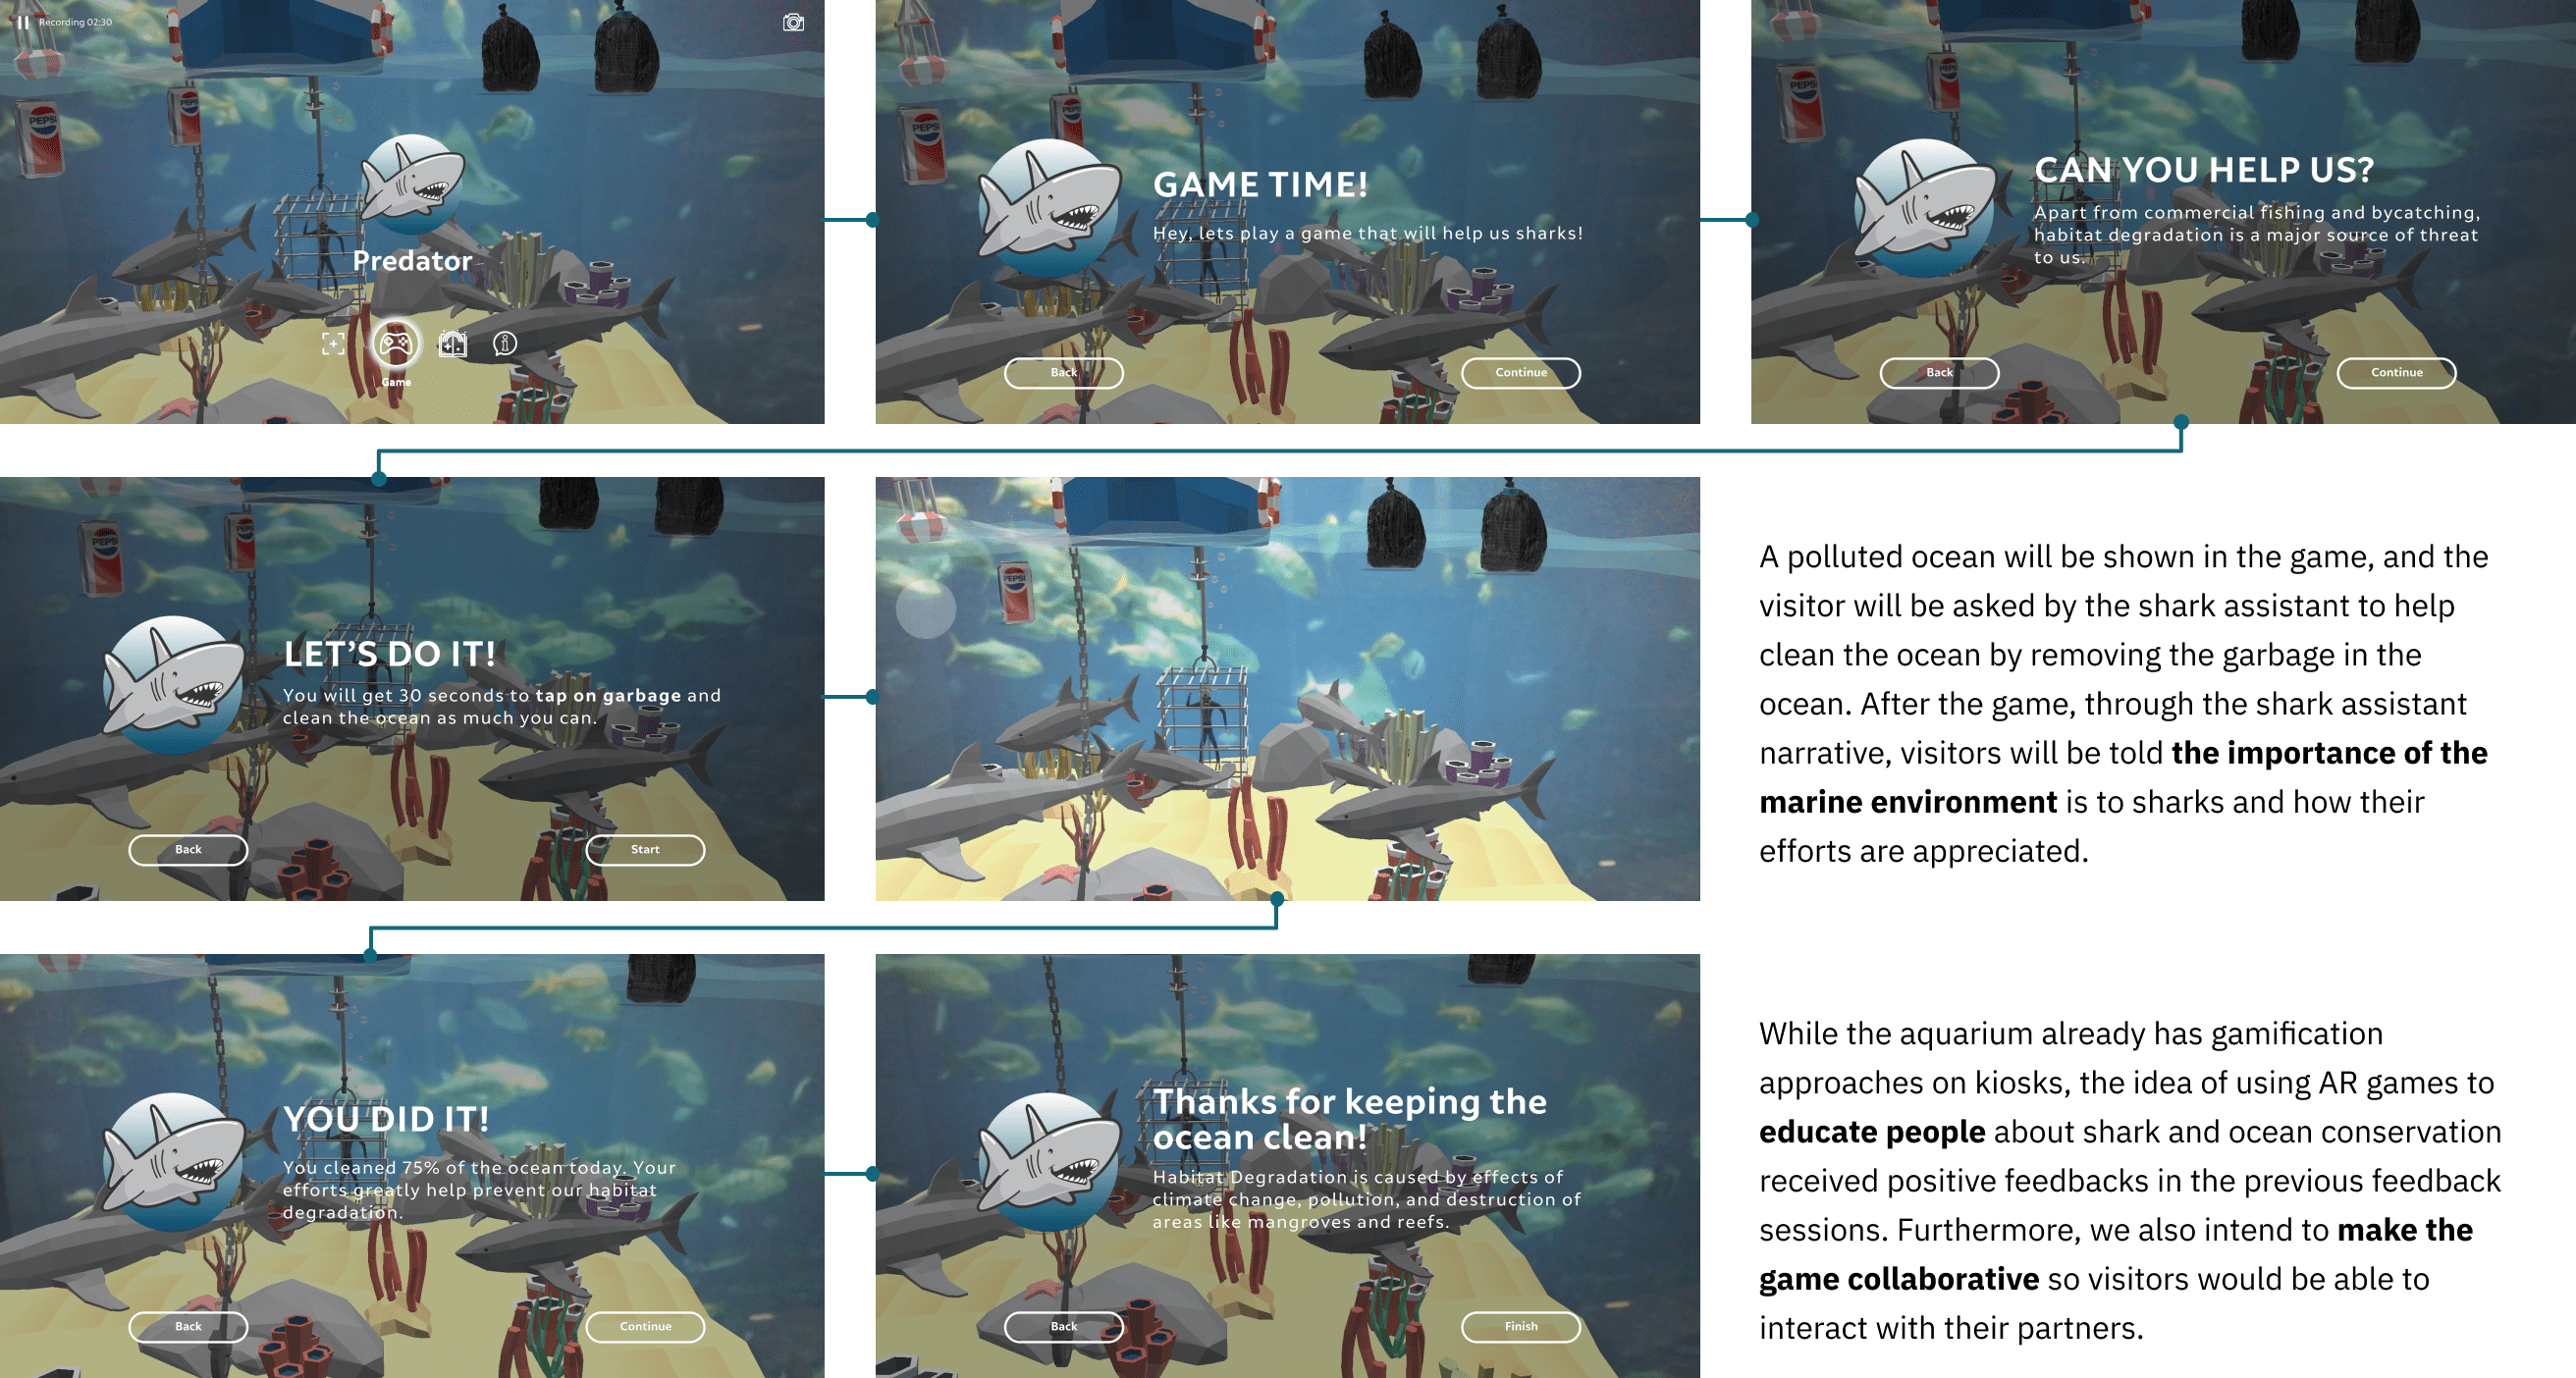 Recording 02:30
PEPSI
PEPSI
Predator
Game
PEPSI
PEPSI
GAME TIME!
Hey, lets play a game that will help us sharks!
Back
Continue
PEPSI
PEPSI
CAN YOU HELP US?
Apart from commercial fishing and bycatching,
habitat degradation is a major source of threat
to us.
Back
Continue
PEPSI
PEPSI
LET'S DO IT!
You will get 30 seconds to tap on garbage and
clean the ocean as much you can.
Back
Start
PEPSI
A polluted ocean will be shown in the game, and the
visitor will be asked by the shark assistant to help
clean the ocean by removing the garbage in the
ocean. After the game, through the shark assistant
narrative, visitors will be told the importance of the
marine environment is to sharks and how their
efforts are appreciated.
YOU DID IT!
You cleaned 75% of the ocean today. Your
efforts greatly help prevent our habitat
degradation.
Back
Continue
Thanks for keeping the
ocean clean!
Habitat Degradation is caused by effects of
climate change, pollution, and destruction of
areas like mangroves and reefs.
Back
Finish
While the aquarium already has gamification
approaches on kiosks, the idea of using AR games to
educate people about shark and ocean conservation
received positive feedbacks in the previous feedback
sessions. Furthermore, we also intend to make the
game collaborative so visitors would be able to
interact with their partners.